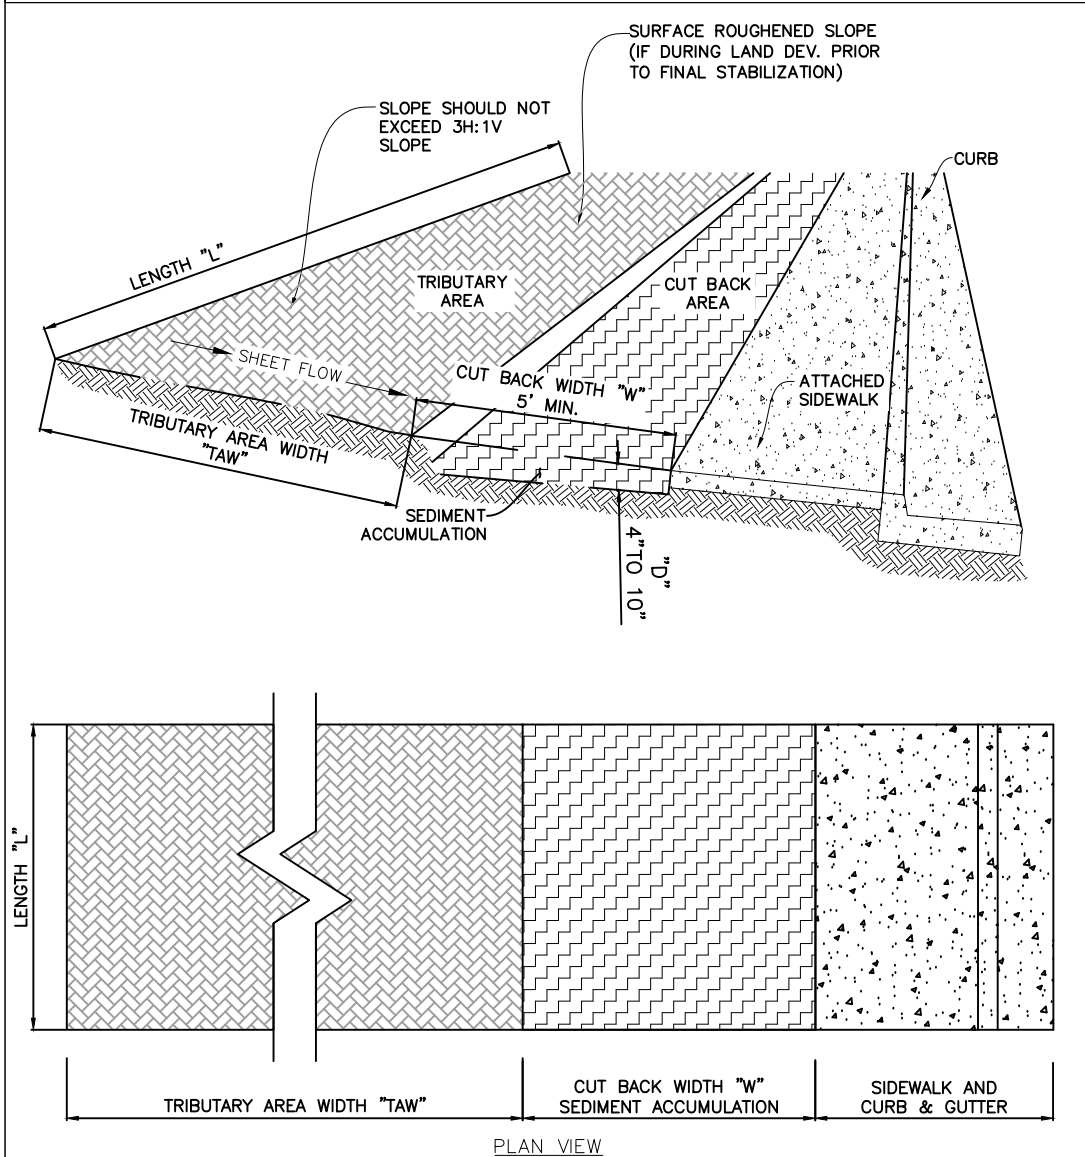 SURFACE ROUGHENED SLOPE
(IF DURING LAND DEV. PRIOR
TO FINAL STABILIZATION)
SLOPE SHOULD NOT
EXCEED 3H:1V
SLOPE
CURB
LENGTH "L"
TRIBUTARY
AREA
CUT BACK
AREA
SHEET FLOW
CUT BACK WIDTH "W"
5' MIN.
ATTACHED
SIDEWALK
TRIBUTARY AREA WIDTH
"TAW"
SEDIMENT
ACCUMULATION
"D"
4"TO 10"
LENGTH "L"
TRIBUTARY AREA WIDTH "TAW"
CUT BACK WIDTH "W"
SEDIMENT ACCUMULATION
SIDEWALK AND
CURB & GUTTER
PLAN VIEW